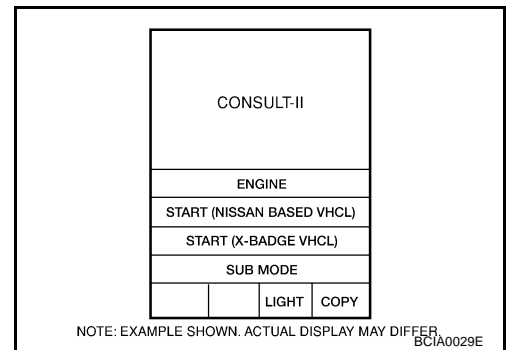 CONSULT-II
ENGINE
START (NISSAN BASED VHCL)
START (X-BADGE VHCL)
SUB MODE
LIGHT COPY
NOTE: EXAMPLE SHOWN. ACTUAL DISPLAY MAY DIFFER.
BCIA0029E